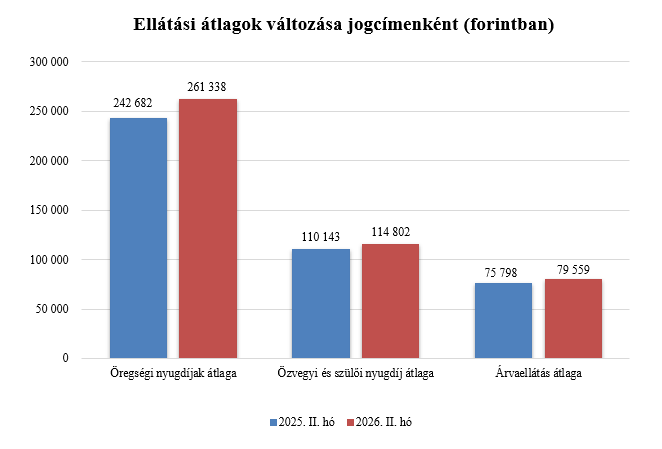 Ellátási átlagok változása jogcímenként (forintban)
300 000
250 000
200 000
150 000
100 000
50 000
0
242 682
261 338
110 143
114 802
75 798
79 559
Öregségi nyugdíjak átlaga
Özvegyi és szülői nyugdíj átlaga
Árvaellátás átlaga
2025. II. hó
2026. II. hó